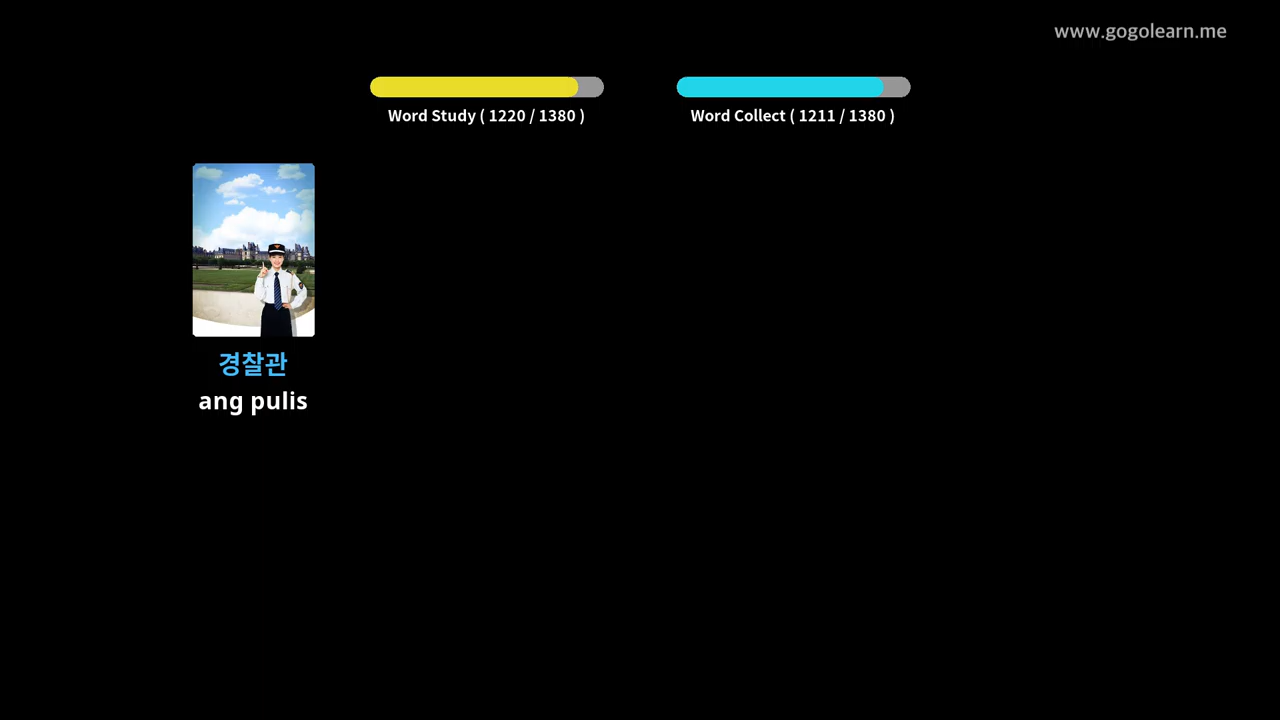 www.gogolearn.me
Word Study ( 1220 / 1380 )
Word Collect ( 1211 / 1380 )
경찰관
ang pulis